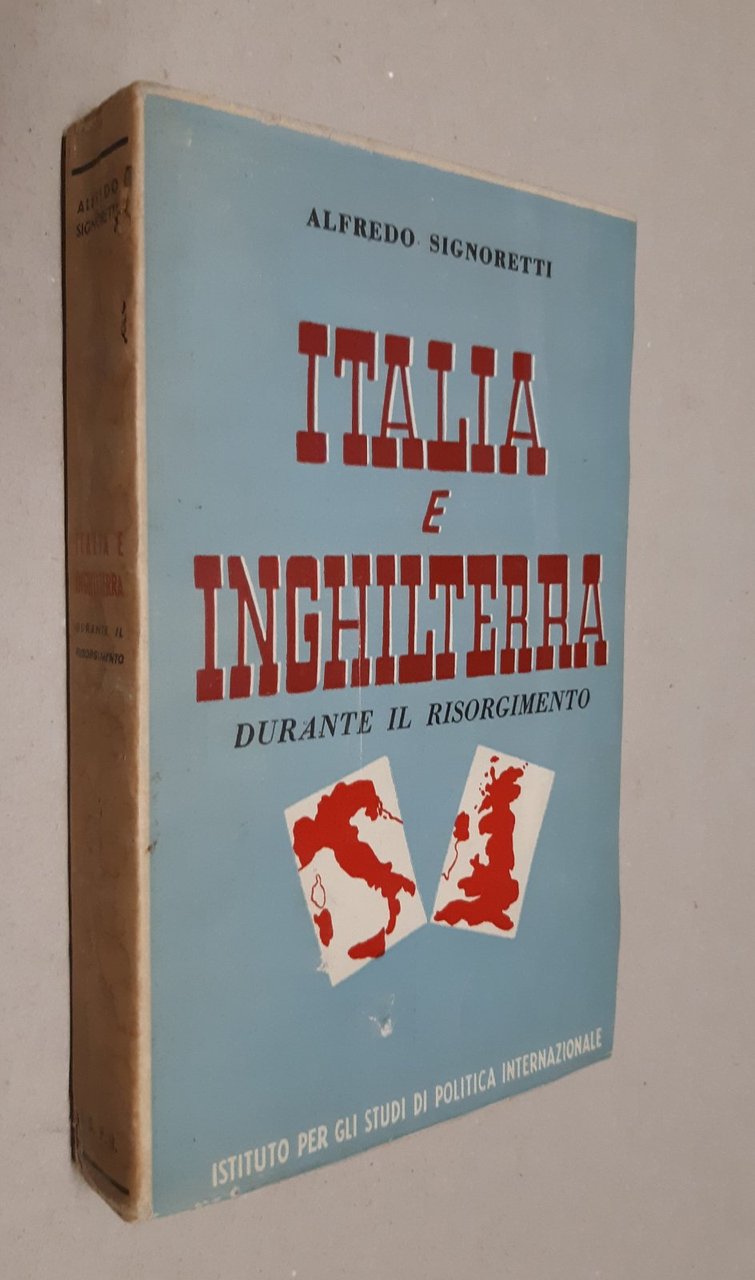 ALFREDO SIGNORETTI
ITALIA
E
INGHILTERRA
DURANTE IL RISORGIMENTO
ISTITUTO PER GLI STUDI DI POLITICA INTERNAZIONALE
SIGNORETTI
ITALIA E
INGHILTERRA
DURANTE IL
RISORGIMENTO